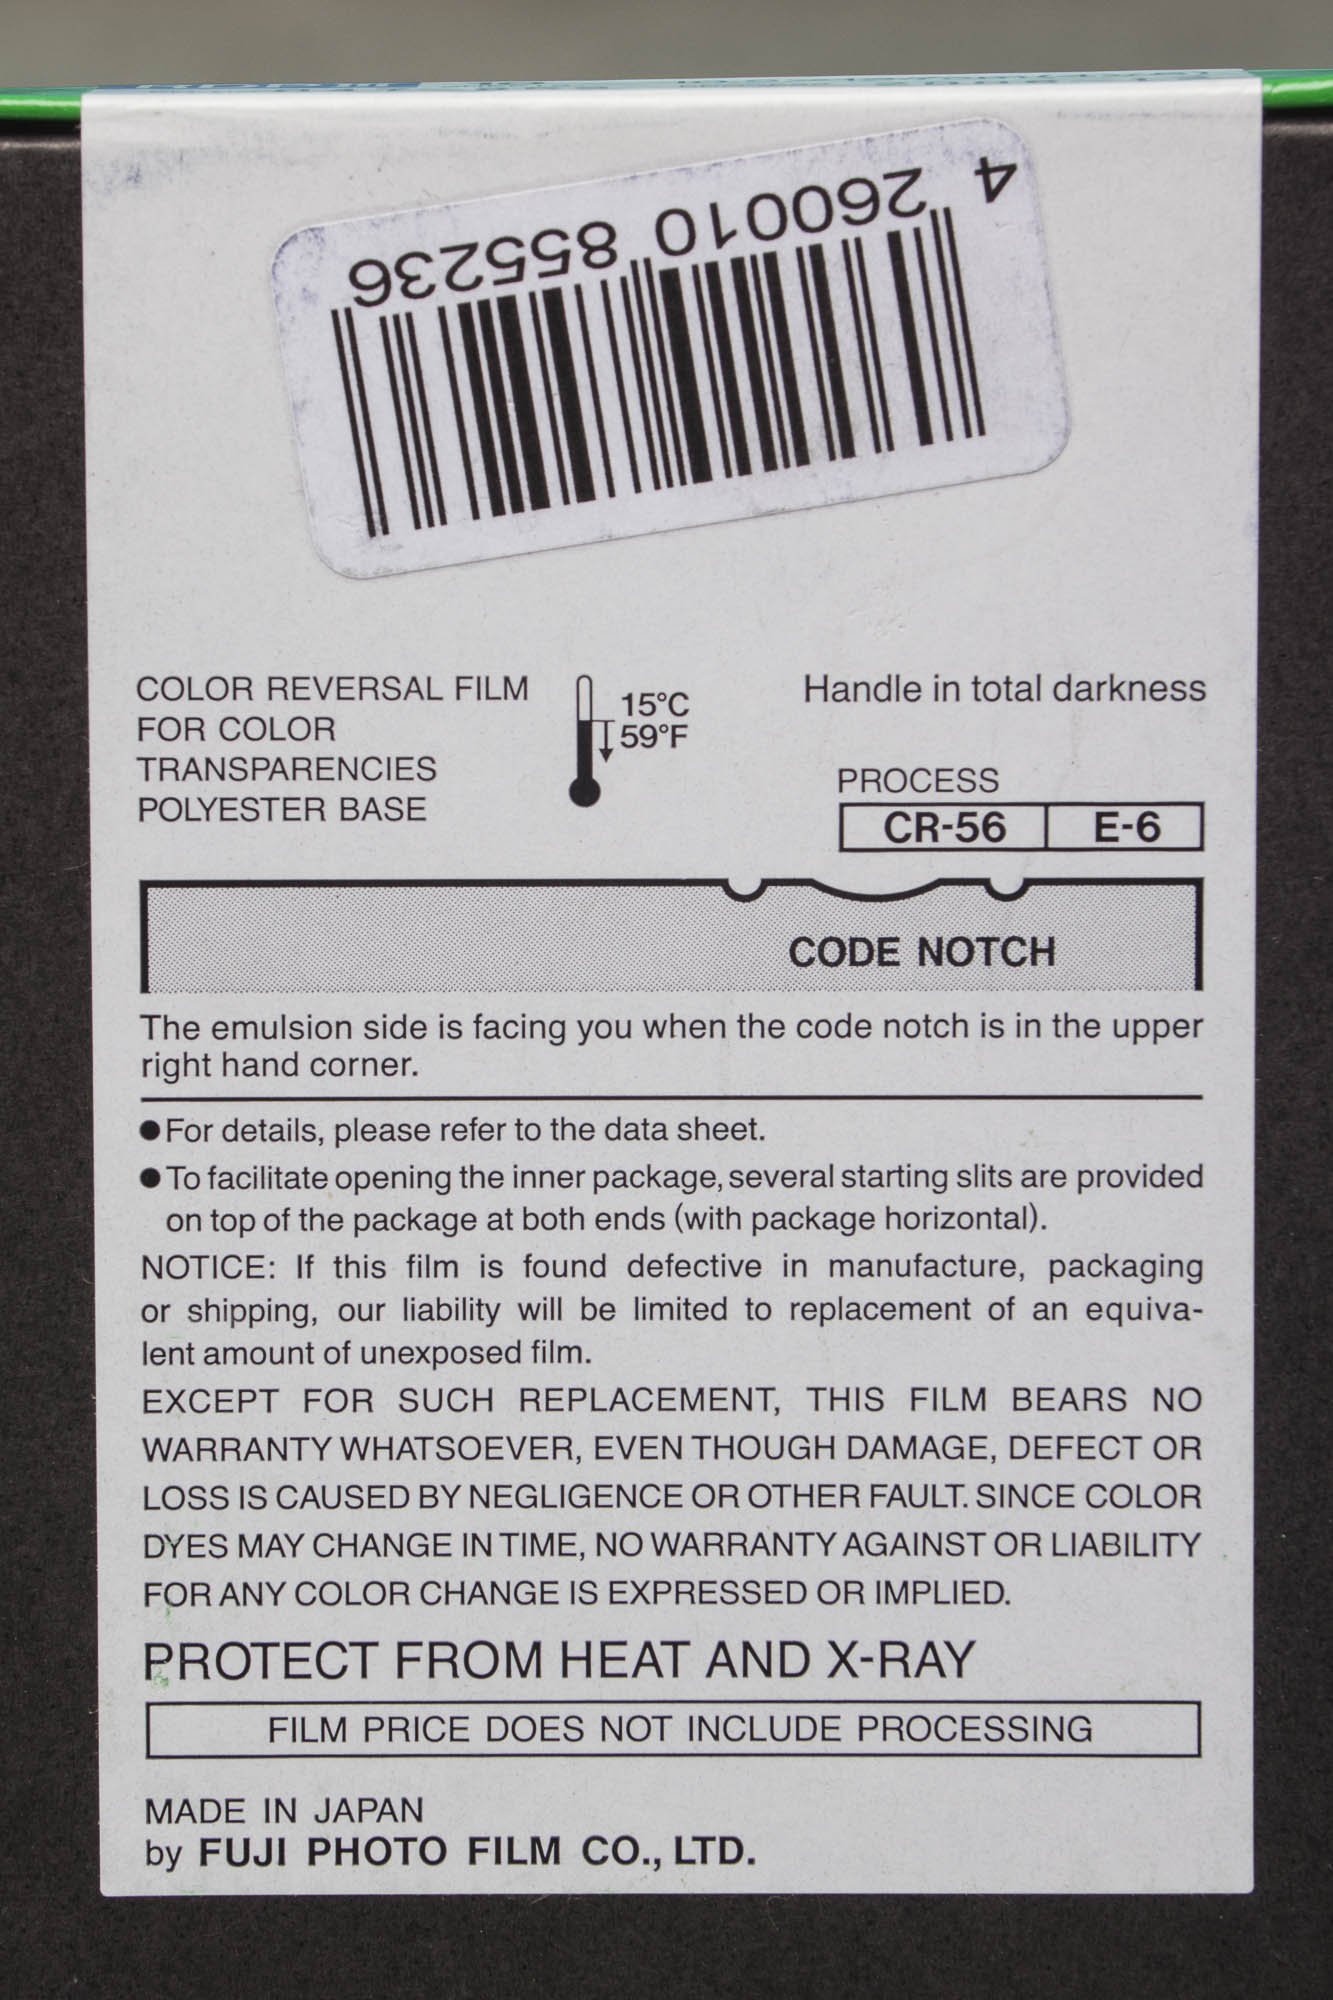 4 260010 855236
COLOR REVERSAL FILM
FOR COLOR
TRANSPARENCIES
POLYESTER BASE
15°C
59°F
Handle in total darkness
PROCESS
CR-56 E-6
CODE NOTCH
The emulsion side is facing you when the code notch is in the upper
right hand corner.
●For details, please refer to the data sheet.
●To facilitate opening the inner package, several starting slits are provided
on top of the package at both ends (with package horizontal).
NOTICE: If this film is found defective in manufacture, packaging
or shipping, our liability will be limited to replacement of an equiva-
lent amount of unexposed film.
EXCEPT FOR SUCH REPLACEMENT, THIS FILM BEARS NO
WARRANTY WHATSOEVER, EVEN THOUGH DAMAGE, DEFECT OR
LOSS IS CAUSED BY NEGLIGENCE OR OTHER FAULT. SINCE COLOR
DYES MAY CHANGE IN TIME, NO WARRANTY AGAINST OR LIABILITY
FOR ANY COLOR CHANGE IS EXPRESSED OR IMPLIED.
PROTECT FROM HEAT AND X-RAY
FILM PRICE DOES NOT INCLUDE PROCESSING
MADE IN JAPAN
by FUJI PHOTO FILM CO., LTD.